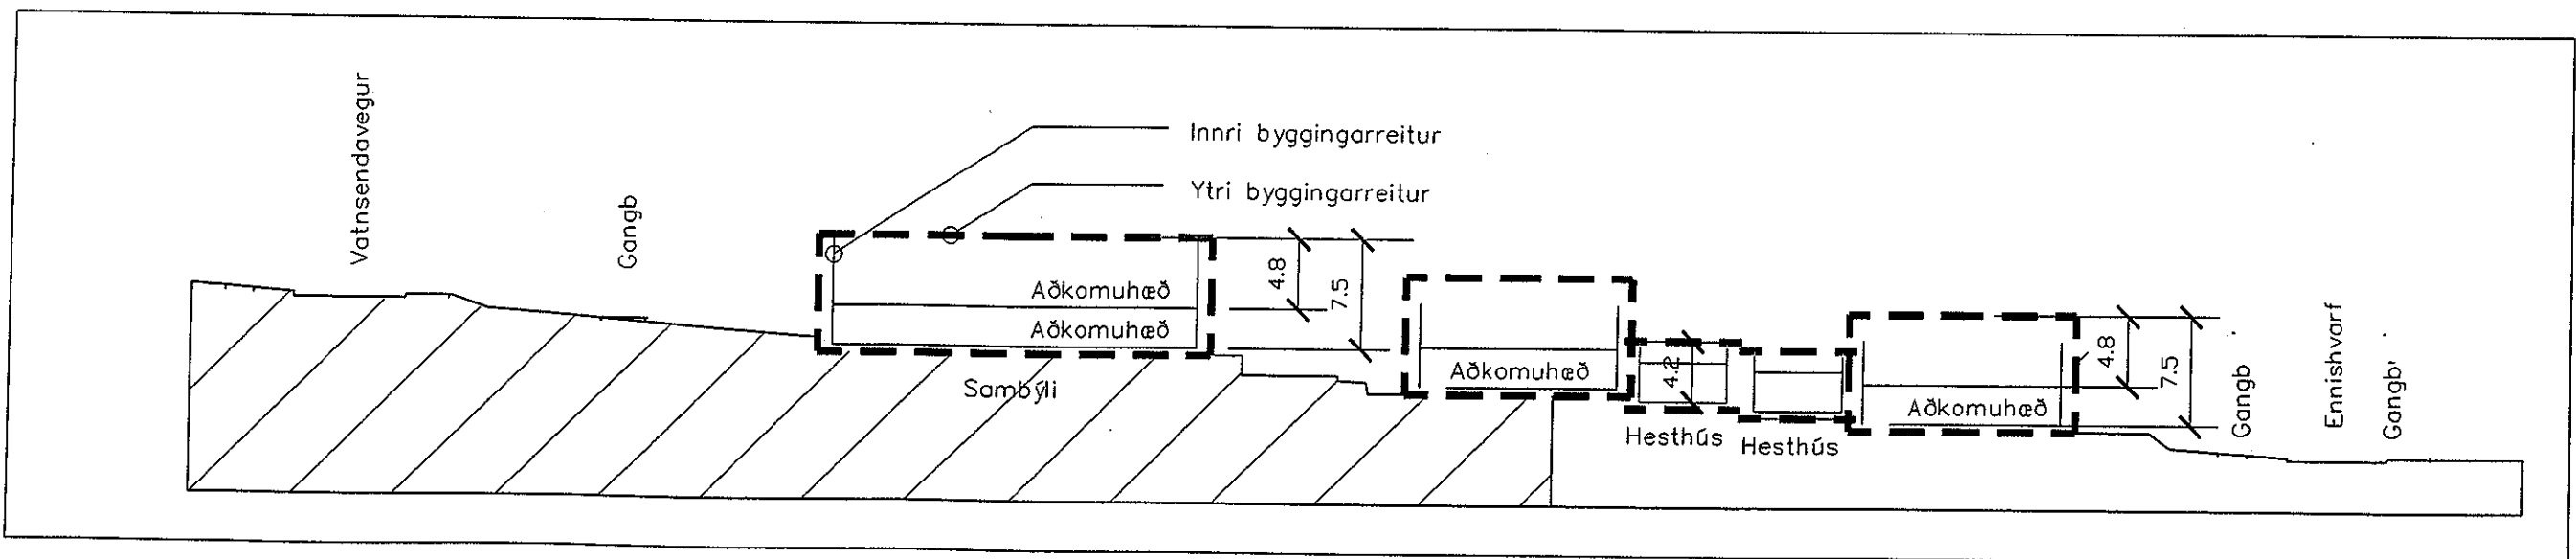 Vatnsendavegur
Gangb
Innri byggingarreitur
Ytri byggingarreitur
Aðkomuhæð
Aðkomuhæð
Sambýli
4.8
7.5
Aðkomuhæð
4.2
Hesthús
Hesthús
Aðkomuhæð
4.8
7.5
Gangb
Ennishvarf
Gangb